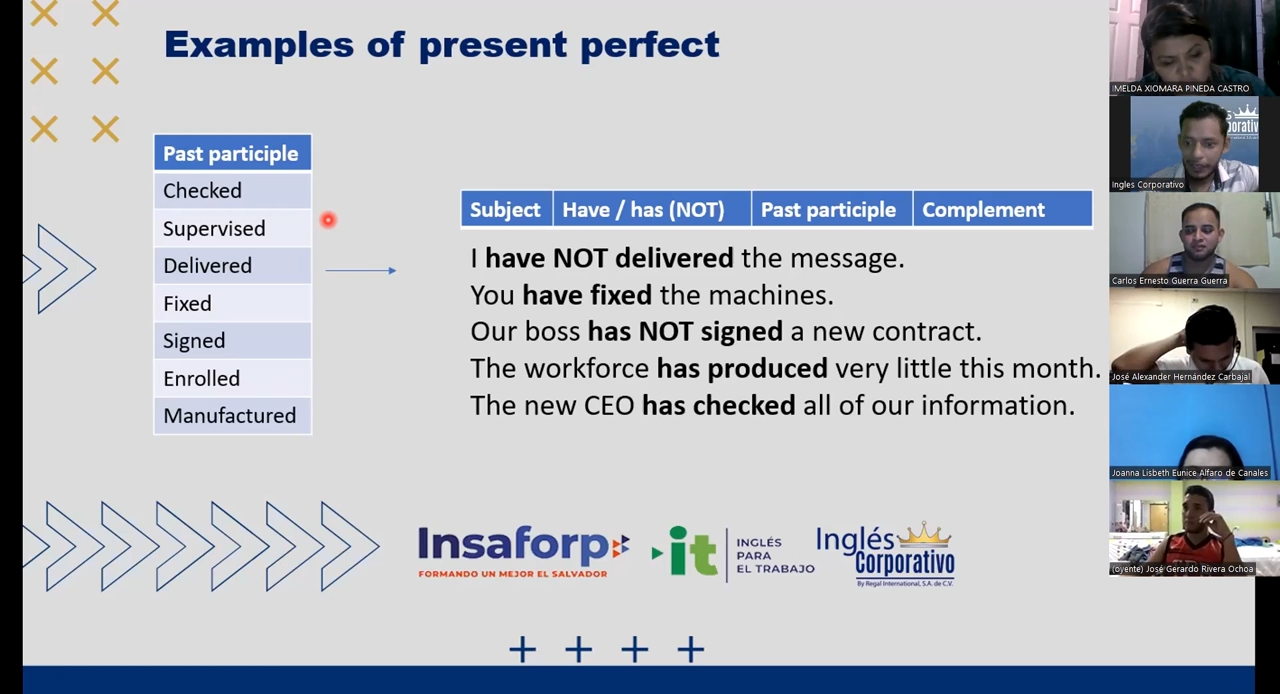 Examples of present perfect
Past participle
Checked
Supervised
Delivered
Fixed
Signed
Enrolled
Manufactured
Subject Have / has (NOT) Past participle Complement
I have NOT delivered the message.
You have fixed the machines.
Our boss has NOT signed a new contract.
The workforce has produced very little this month.
The new CEO has checked all of our information.
Insaforp
FORMANDO UN MEJOR EL SALVADOR
it
INGLÉS
PARA
EL TRABAJO
Inglés
Corporativo
By Regal International, S.A. de C.V.
IMELDA XIOMARA PINEDA CASTRO
Ingles Corporativo
Carlos Ernesto Guerra Guerra
José Alexander Hernández Carbajal
Joanna Lisbeth Eunice Alfaro de Canales
(oyente) José Gerardo Rivera Ochoa